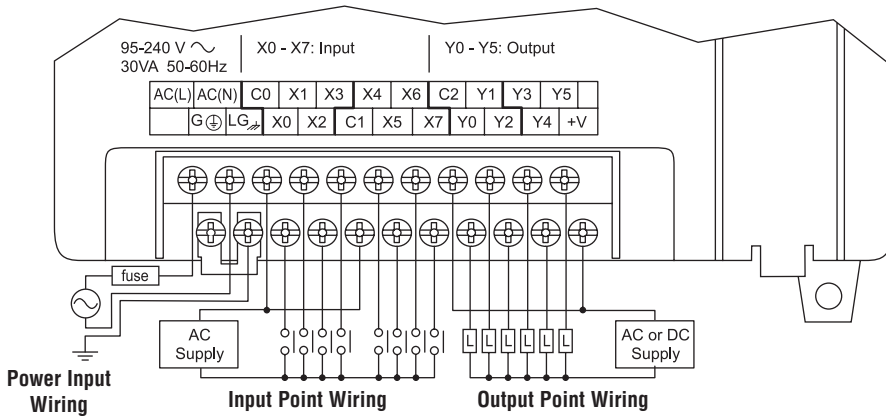 95-240 V
30VA 50-60Hz
X0 - X7: Input
Y0 - Y5: Output
AC(L) AC(N) C0 X1 X3 X4 X6 C2 Y1 Y3 Y5
G LG X0 X2 C1 X5 X7 Y0 Y2 Y4 +V
fuse
AC
Supply
L L L L L L
AC or DC
Supply
Power Input
Wiring
Input Point Wiring
Output Point Wiring